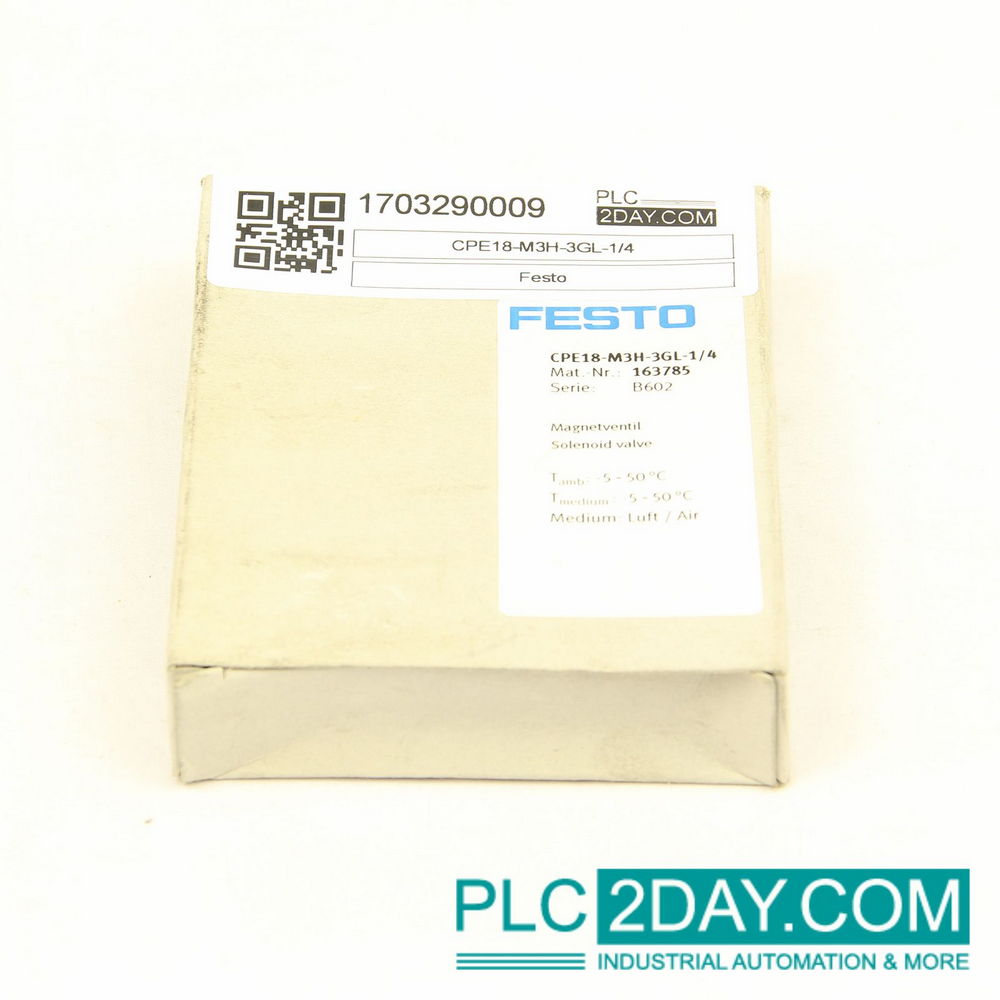 1703290009
PLC
2DAY.COM
CPE18-M3H-3GL-1/4
Festo
FESTO
CPE18-M3H-3GL-1/4
Mat.-Nr.: 163785
Serie: B602
Magnetventil
Solenoid valve
Tamb: -5 - 50 °C
Tmedium: -5 - 50 °C
Medium: Luft / Air
PLC 2DAY.COM
INDUSTRIAL AUTOMATION & MORE